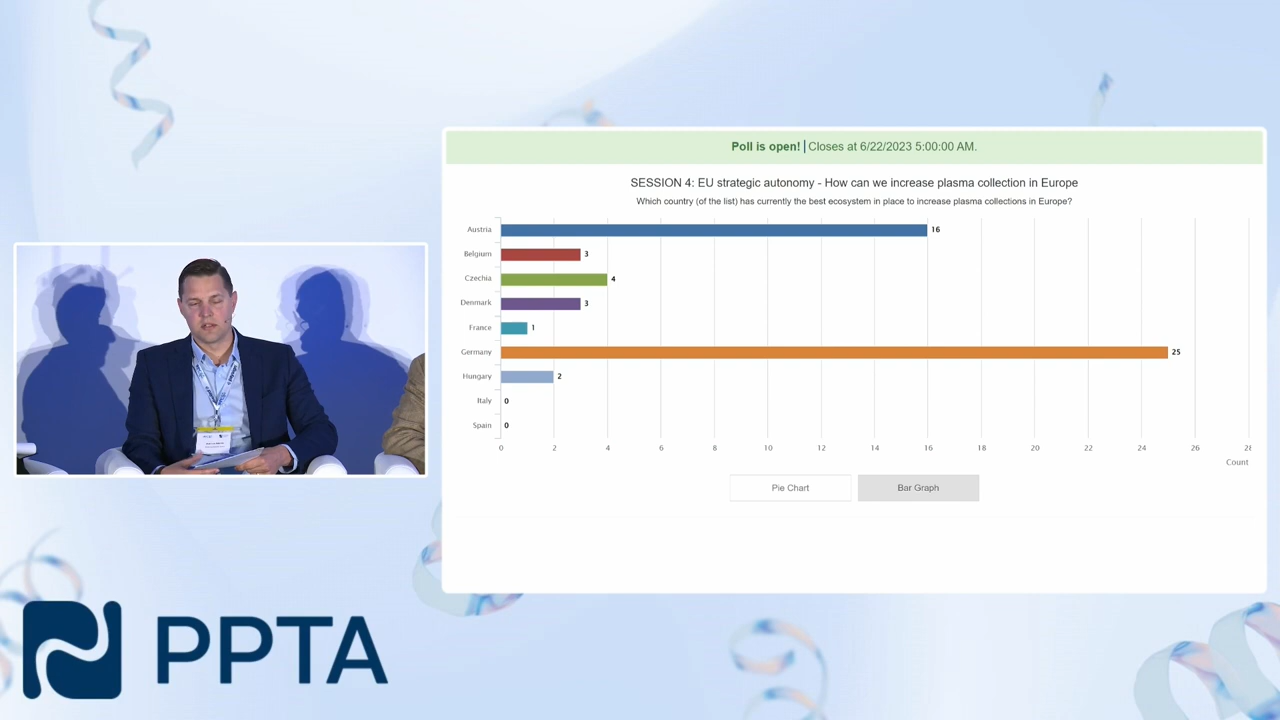 Poll is open! | Closes at 6/22/2023 5:00:00 AM.
SESSION 4: EU strategic autonomy - How can we increase plasma collection in Europe
Which country (of the list) has currently the best ecosystem in place to increase plasma collections in Europe?
Austria 16
Belgium 3
Czechia 4
Denmark 3
France 1
Germany 25
Hungary 2
Italy 0
Spain 0
0 2 4 6 8 10 12 14 16 18 20 22 24 26
Count
Pie Chart Bar Graph
PPTA